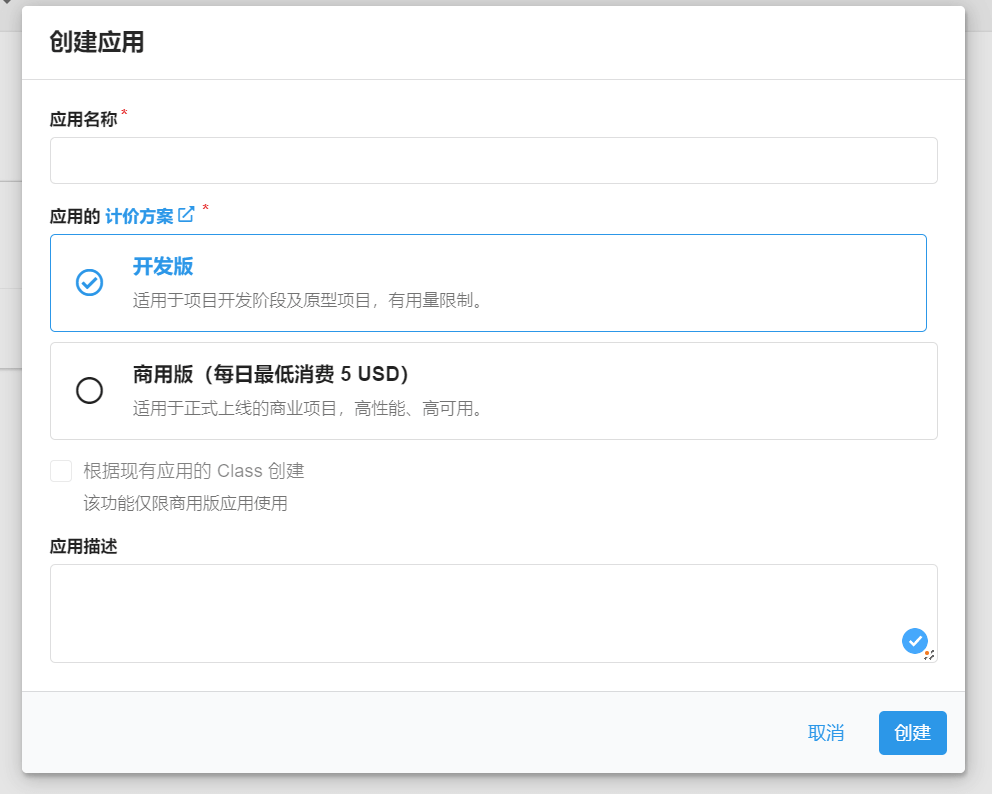 创建应用
应用名称*
应用的 计价方案 *
开发版
适用于项目开发阶段及原型项目，有用量限制。
商用版（每日最低消费 5 USD）
适用于正式上线的商业项目，高性能、高可用。
根据现有应用的 Class 创建
该功能仅限商用版应用使用
应用描述
取消
创建